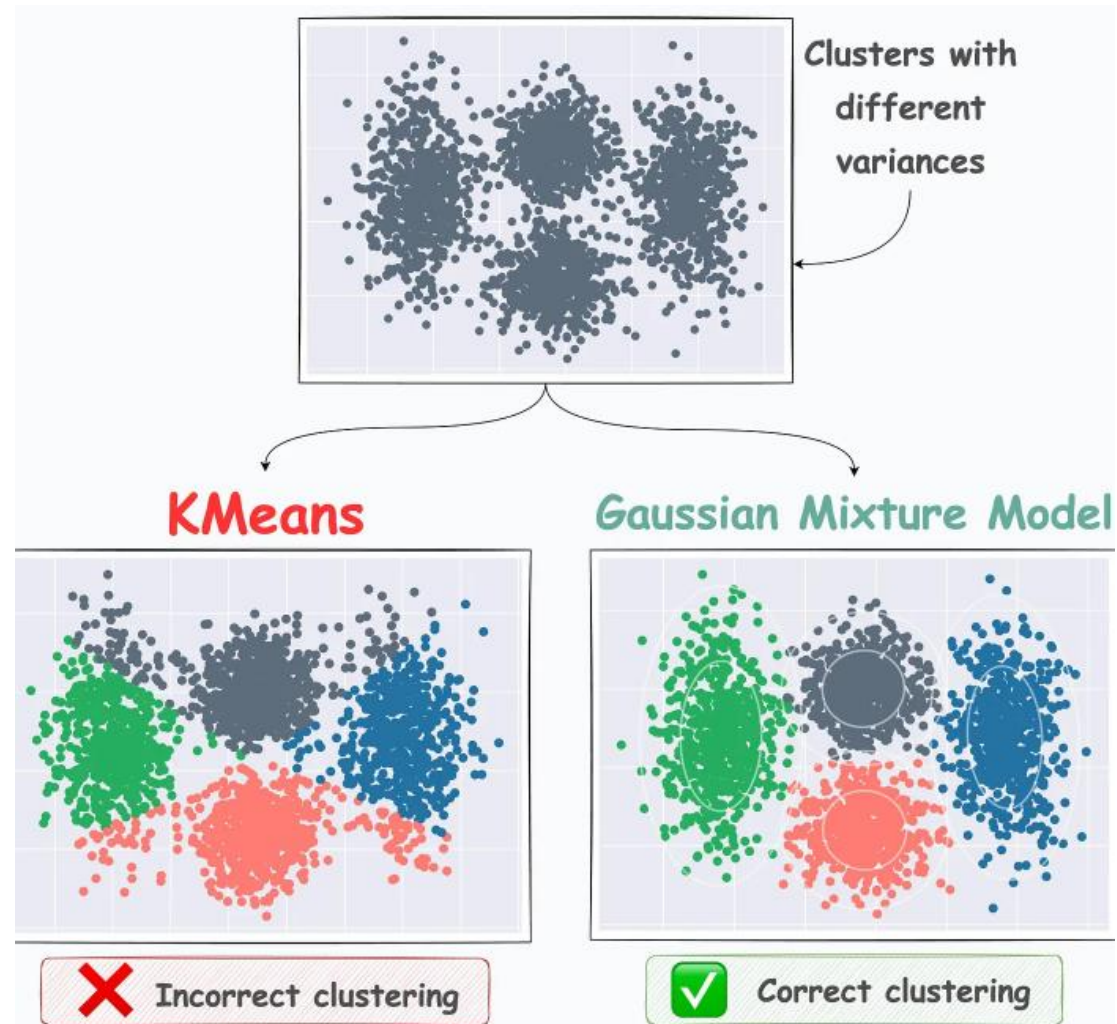 Clusters with
different
variances
KMeans
Gaussian Mixture Model
Incorrect clustering
Correct clustering